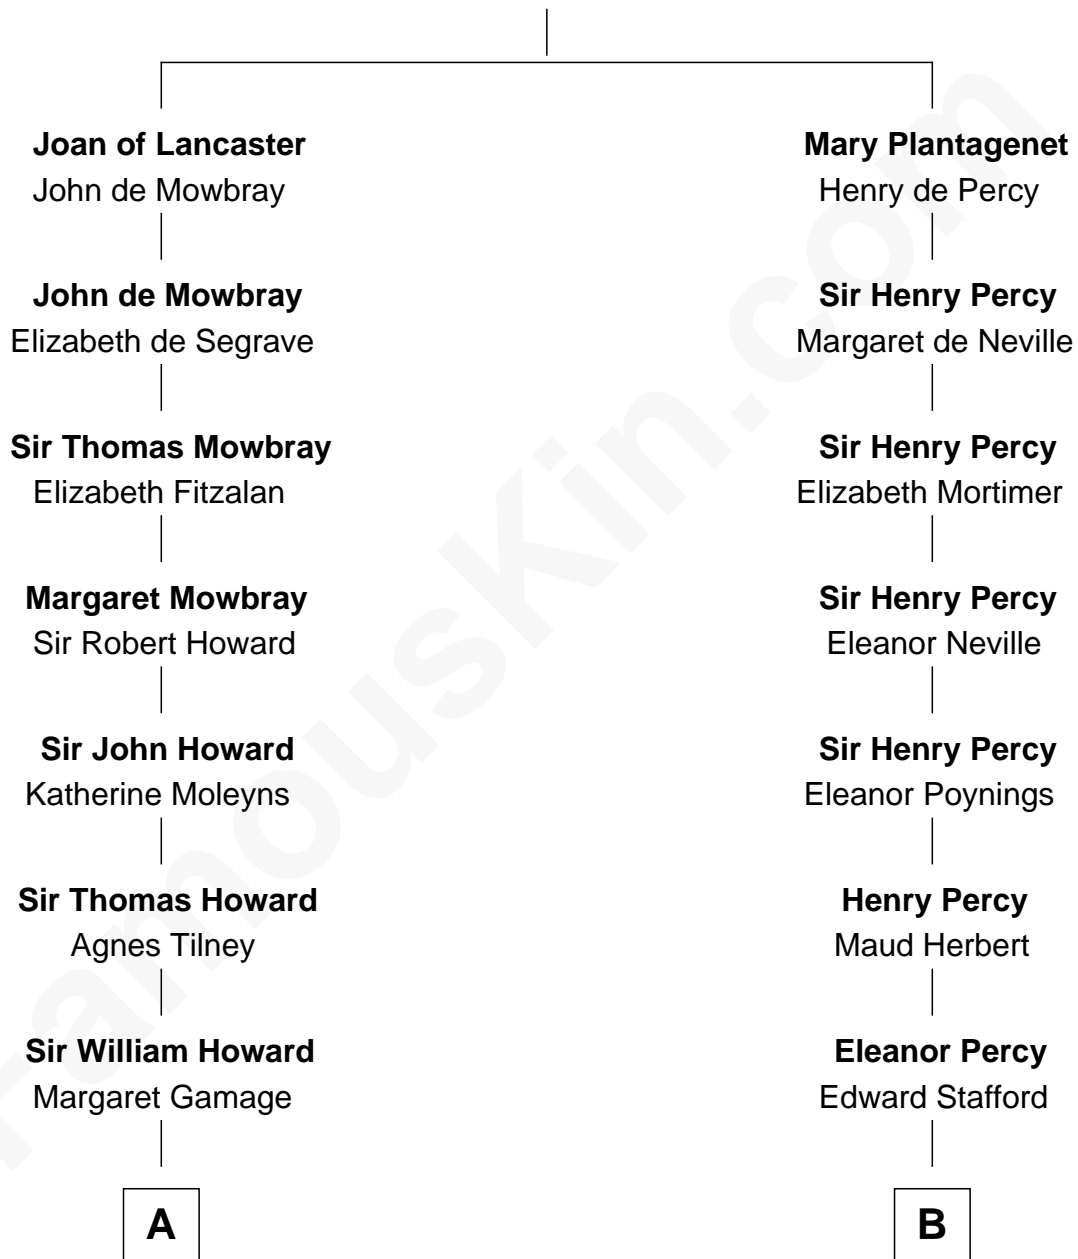 Joan of Lancaster
John de Mowbray
John de Mowbray
Elizabeth de Segrave
Sir Thomas Mowbray
Elizabeth Fitzalan
Margaret Mowbray
Sir Robert Howard
Sir John Howard
Katherine Moleyns
Sir Thomas Howard
Agnes Tilney
Sir William Howard
Margaret Gamage
A
Mary Plantagenet
Henry de Percy
Sir Henry Percy
Margaret de Neville
Sir Henry Percy
Elizabeth Mortimer
Sir Henry Percy
Eleanor Neville
Sir Henry Percy
Eleanor Poynings
Henry Percy
Maud Herbert
Eleanor Percy
Edward Stafford
B
FamousKin.com